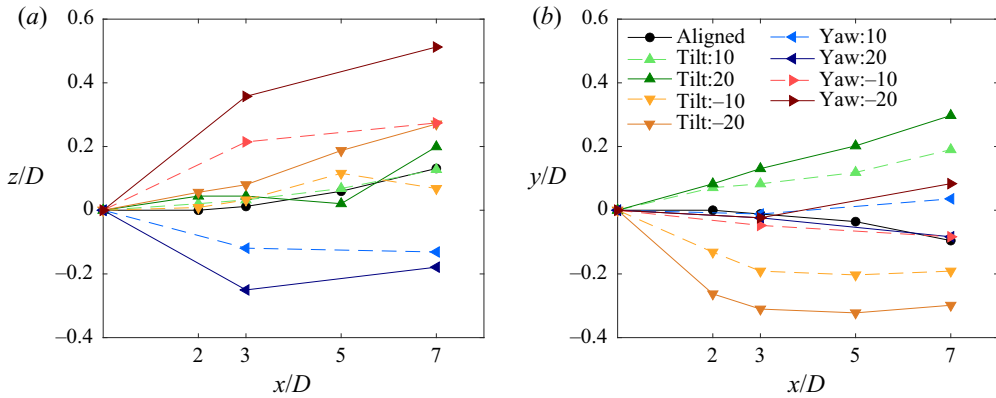 (a)
0.6
0.4
0.2
0
–0.2
–0.4
z/D
2 3 5 7
x/D
(b)
0.6
0.4
0.2
0
–0.2
–0.4
y/D
Aligned
Tilt:10
Tilt:20
Tilt:–10
Tilt:–20
Yaw:10
Yaw:20
Yaw:–10
Yaw:–20
2 3 5 7
x/D